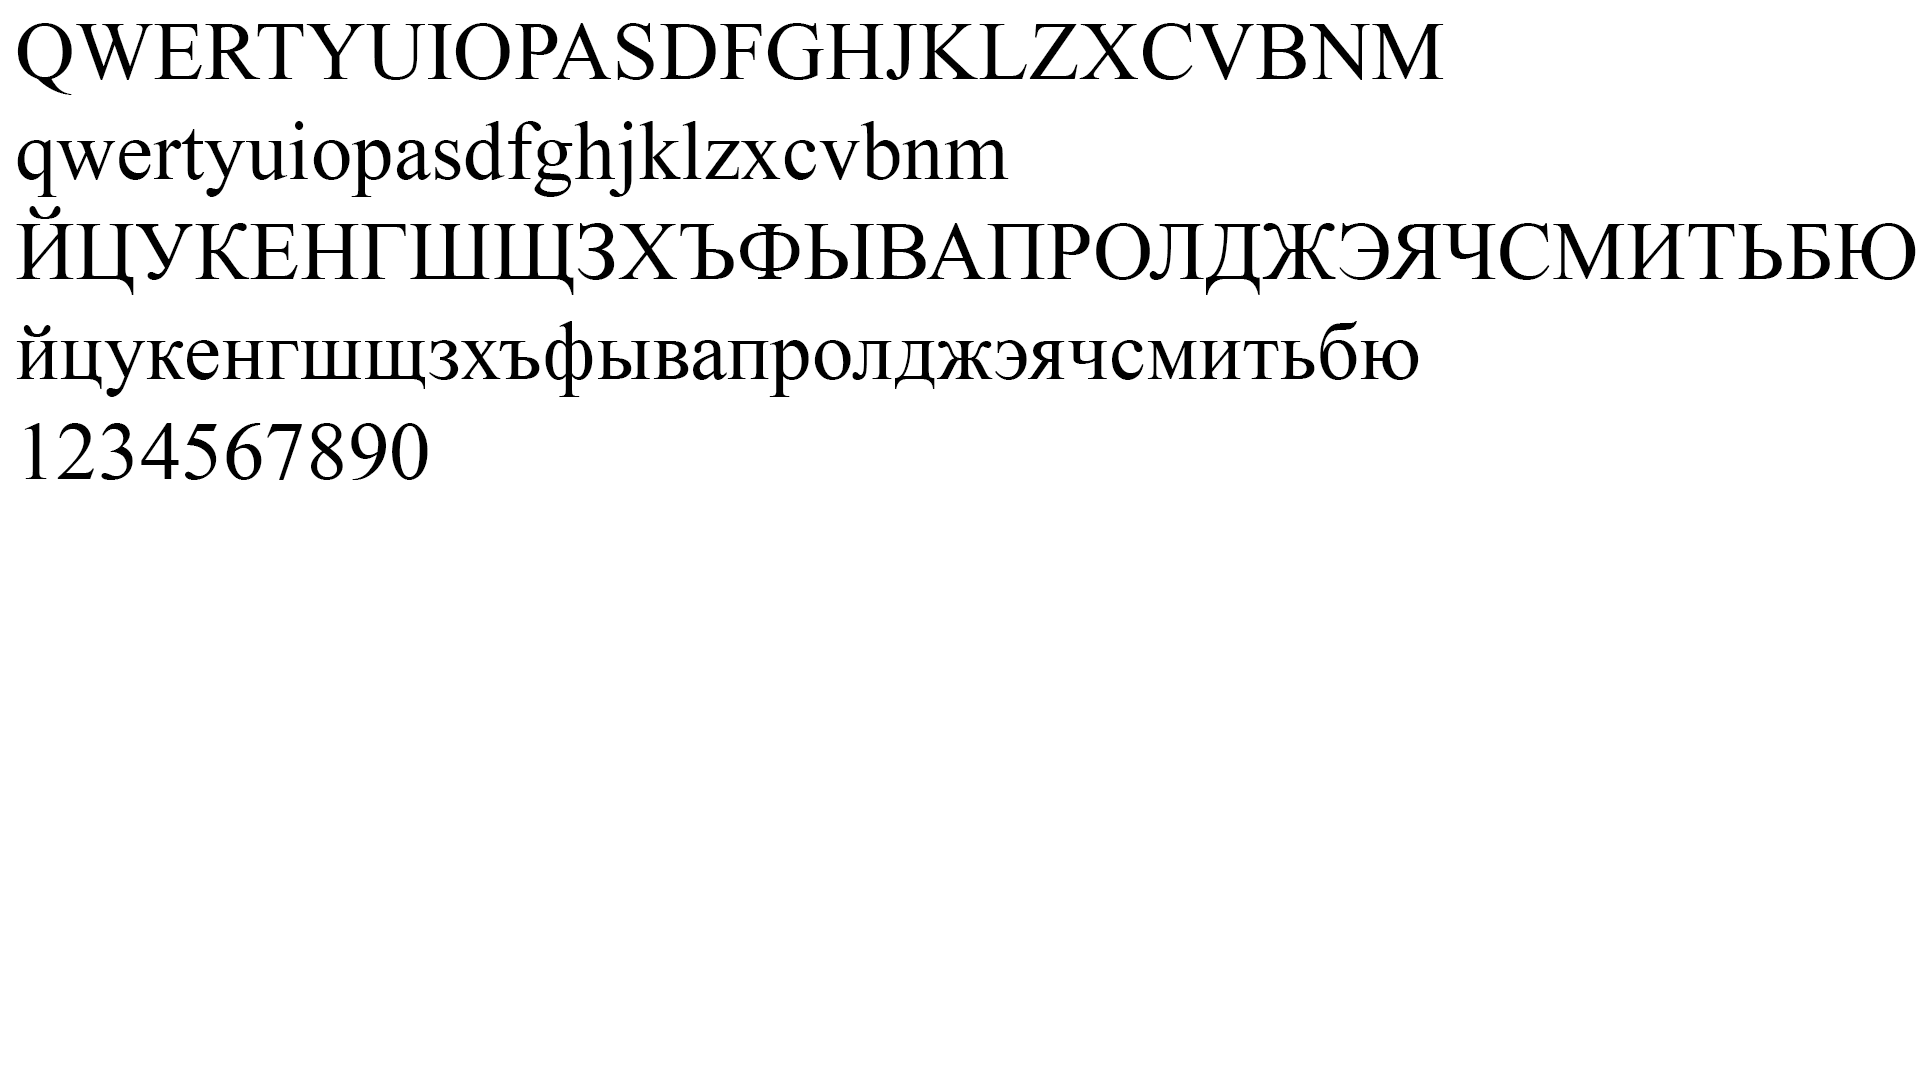 QWERTYUIOPASDFGHJKLZXCVBNM
qwertyuiopasdfghjklzxcvbnm
ЙЦУКЕНГШЩЗХЪФЫВАПРОЛДЖЭЯЧСМИТЬБЮ
йцукенгшщзхъфывапролджэячсмитьбю
1234567890